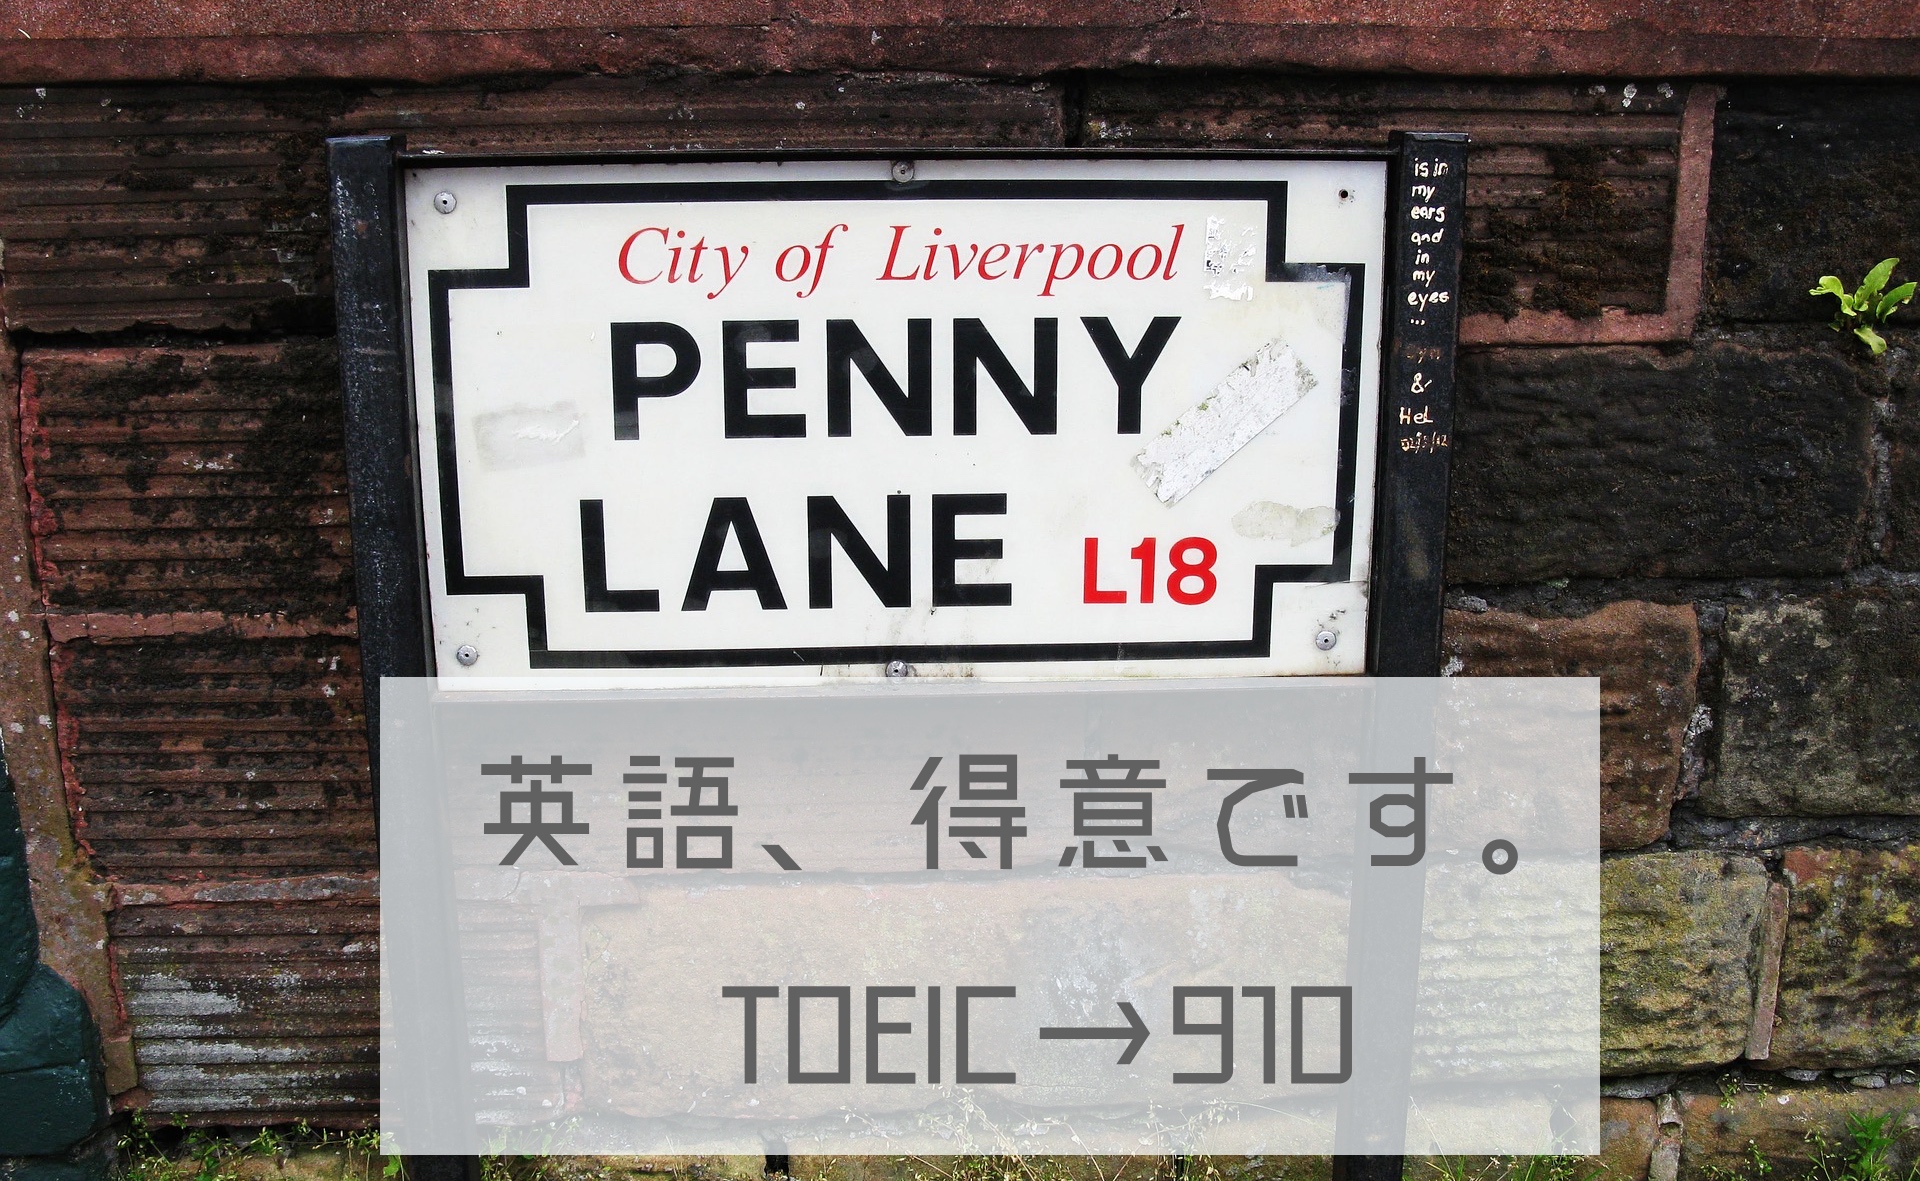 City of Liverpool
PENNY
LANE L18
is in
my
ears
and
in
my
eyes
...
&
Hel
英語、得意です。
TOEIC→910